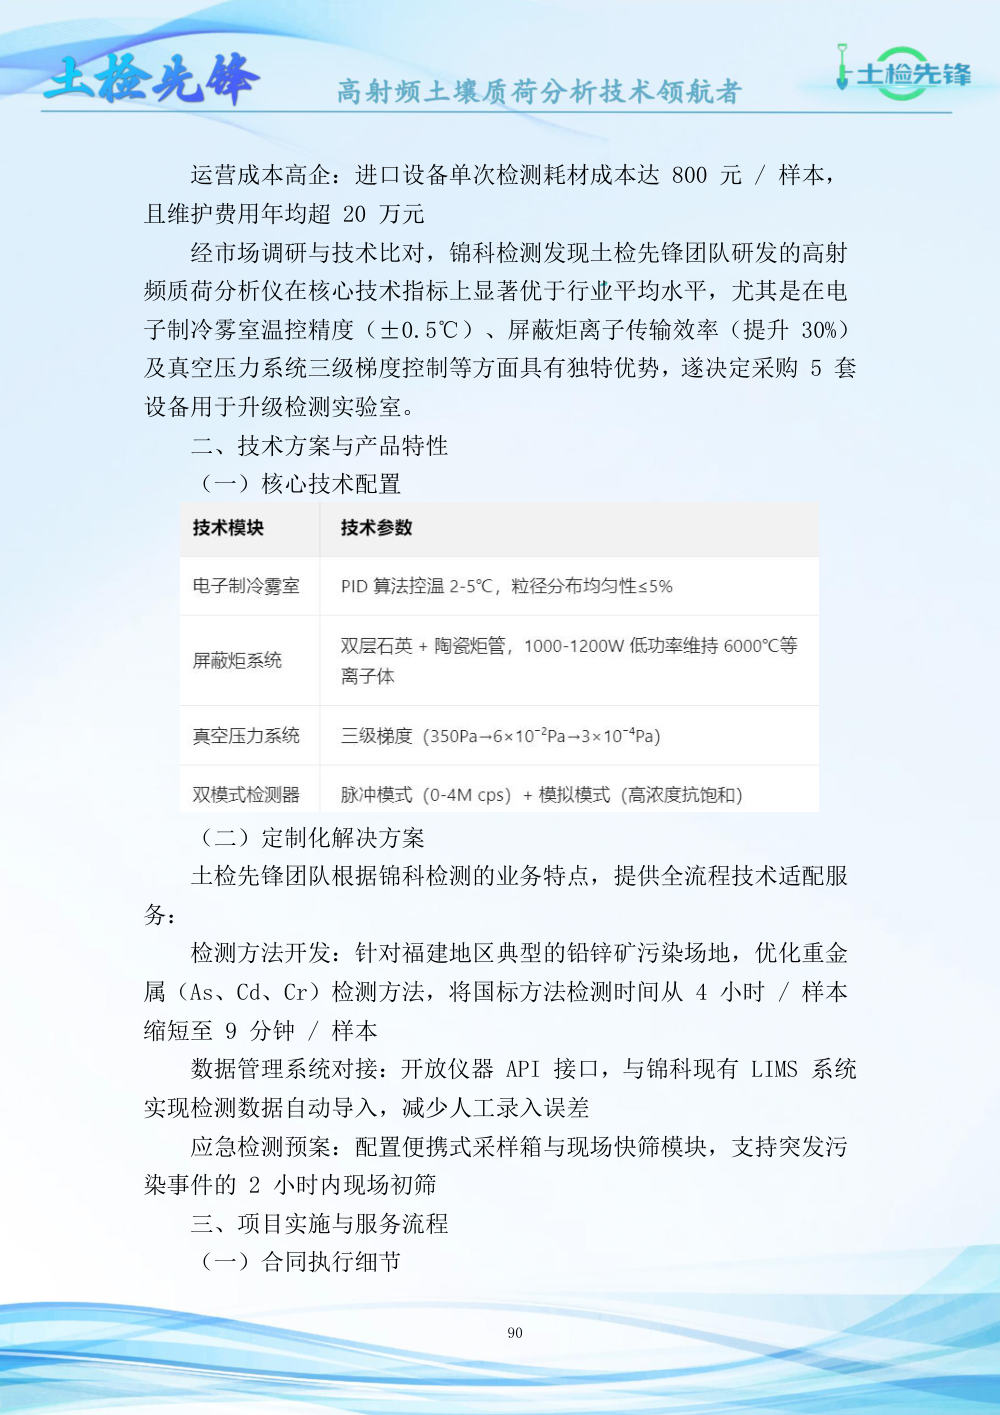 土检先锋
高射频土壤质荷分析技术领航者
土检先锋
运营成本高企：进口设备单次检测耗材成本达 800 元 / 样本，
且维护费用年均超 20 万元
经市场调研与技术比对，锦科检测发现土检先锋团队研发的高射
频质荷分析仪在核心技术指标上显著优于行业平均水平，尤其是在电
子制冷雾室温控精度（±0.5℃）、屏蔽炬离子传输效率（提升 30%）
及真空压力系统三级梯度控制等方面具有独特优势，遂决定采购 5 套
设备用于升级检测实验室。
二、技术方案与产品特性
（一）核心技术配置
技术模块 技术参数
电子制冷雾室 PID 算法控温 2-5℃，粒径分布均匀性≤5%
屏蔽炬系统 双层石英 + 陶瓷炬管，1000-1200W 低功率维持 6000℃等
离子体
真空压力系统 三级梯度（350Pa→6×10⁻²Pa→3×10⁻⁴Pa）
双模式检测器 脉冲模式（0-4M cps）+ 模拟模式（高浓度抗饱和）
（二）定制化解决方案
土检先锋团队根据锦科检测的业务特点，提供全流程技术适配服
务：
检测方法开发：针对福建地区典型的铅锌矿污染场地，优化重金
属（As、Cd、Cr）检测方法，将国标方法检测时间从 4 小时 / 样本
缩短至 9 分钟 / 样本
数据管理系统对接：开放仪器 API 接口，与锦科现有 LIMS 系统
实现检测数据自动导入，减少人工录入误差
应急检测预案：配置便携式采样箱与现场快筛模块，支持突发污
染事件的 2 小时内现场初筛
三、项目实施与服务流程
（一）合同执行细节
90